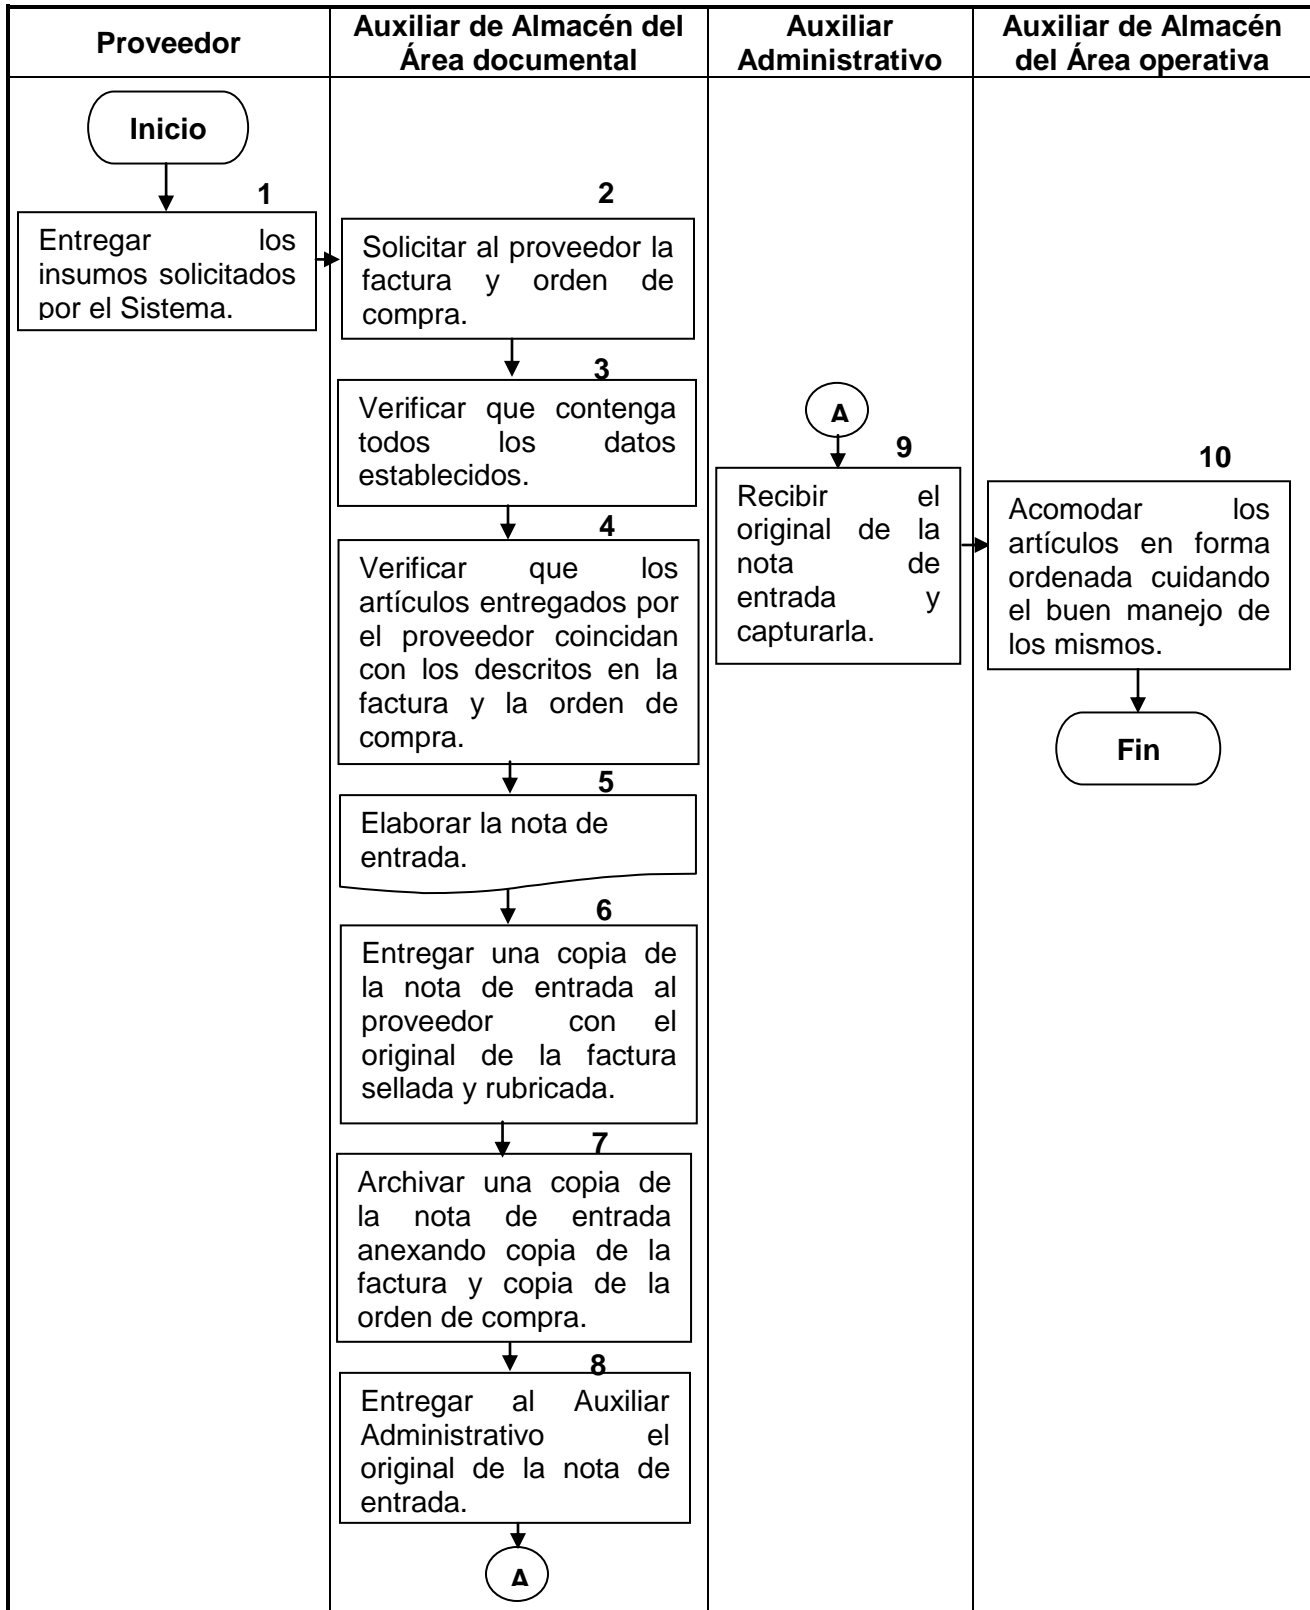 Proveedor
Auxiliar de Almacén del
Área documental
Auxiliar
Administrativo
Auxiliar de Almacén
del Área operativa
Inicio
1
Entregar los
insumos solicitados
por el Sistema.
2
Solicitar al proveedor la
factura y orden de
compra.
3
Verificar que contenga
todos los datos
establecidos.
4
Verificar que los
artículos entregados por
el proveedor coincidan
con los descritos en la
factura y la orden de
compra.
5
Elaborar la nota de
entrada.
6
Entregar una copia de
la nota de entrada al
proveedor con el
original de la factura
sellada y rubricada.
7
Archivar una copia de
la nota de entrada
anexando copia de la
factura y copia de la
orden de compra.
8
Entregar al Auxiliar
Administrativo el
original de la nota de
entrada.
A
A
9
Recibir el
original de la
nota de
entrada y
capturarla.
10
Acomodar los
artículos en forma
ordenada cuidando
el buen manejo de
los mismos.
Fin